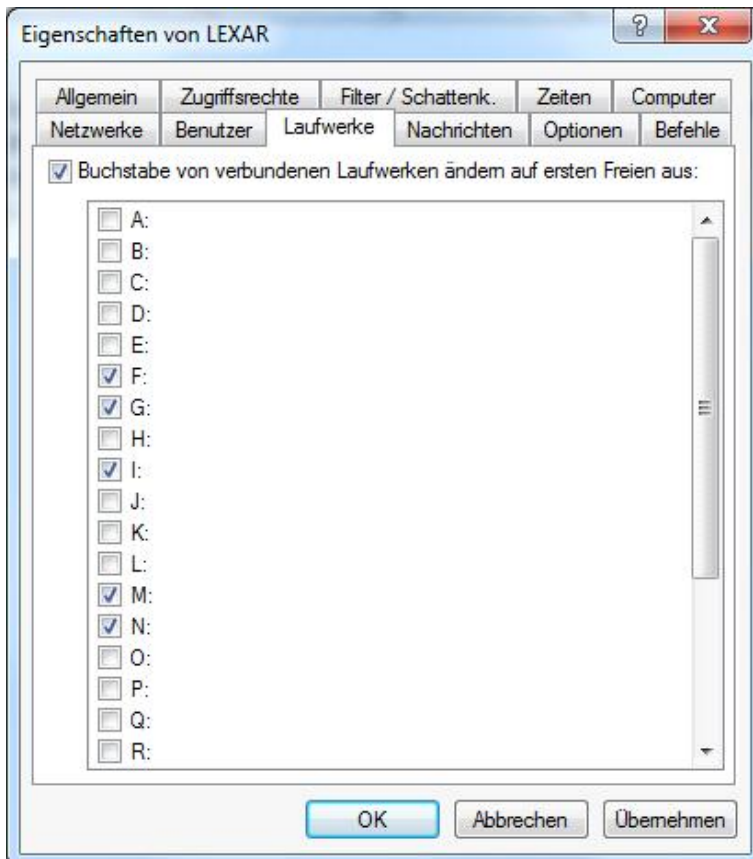 Eigenschaften von LEXAR
Allgemein Zugriffsrechte Filter / Schattenk. Zeiten Computer
Netzwerke Benutzer Laufwerke Nachrichten Optionen Befehle
Buchstabe von verbundenen Laufwerken ändern auf ersten Freien aus:
A:
B:
C:
D:
E:
F:
G:
H:
I:
J:
K:
L:
M:
N:
O:
P:
Q:
R:
OK Abbrechen Übernehmen